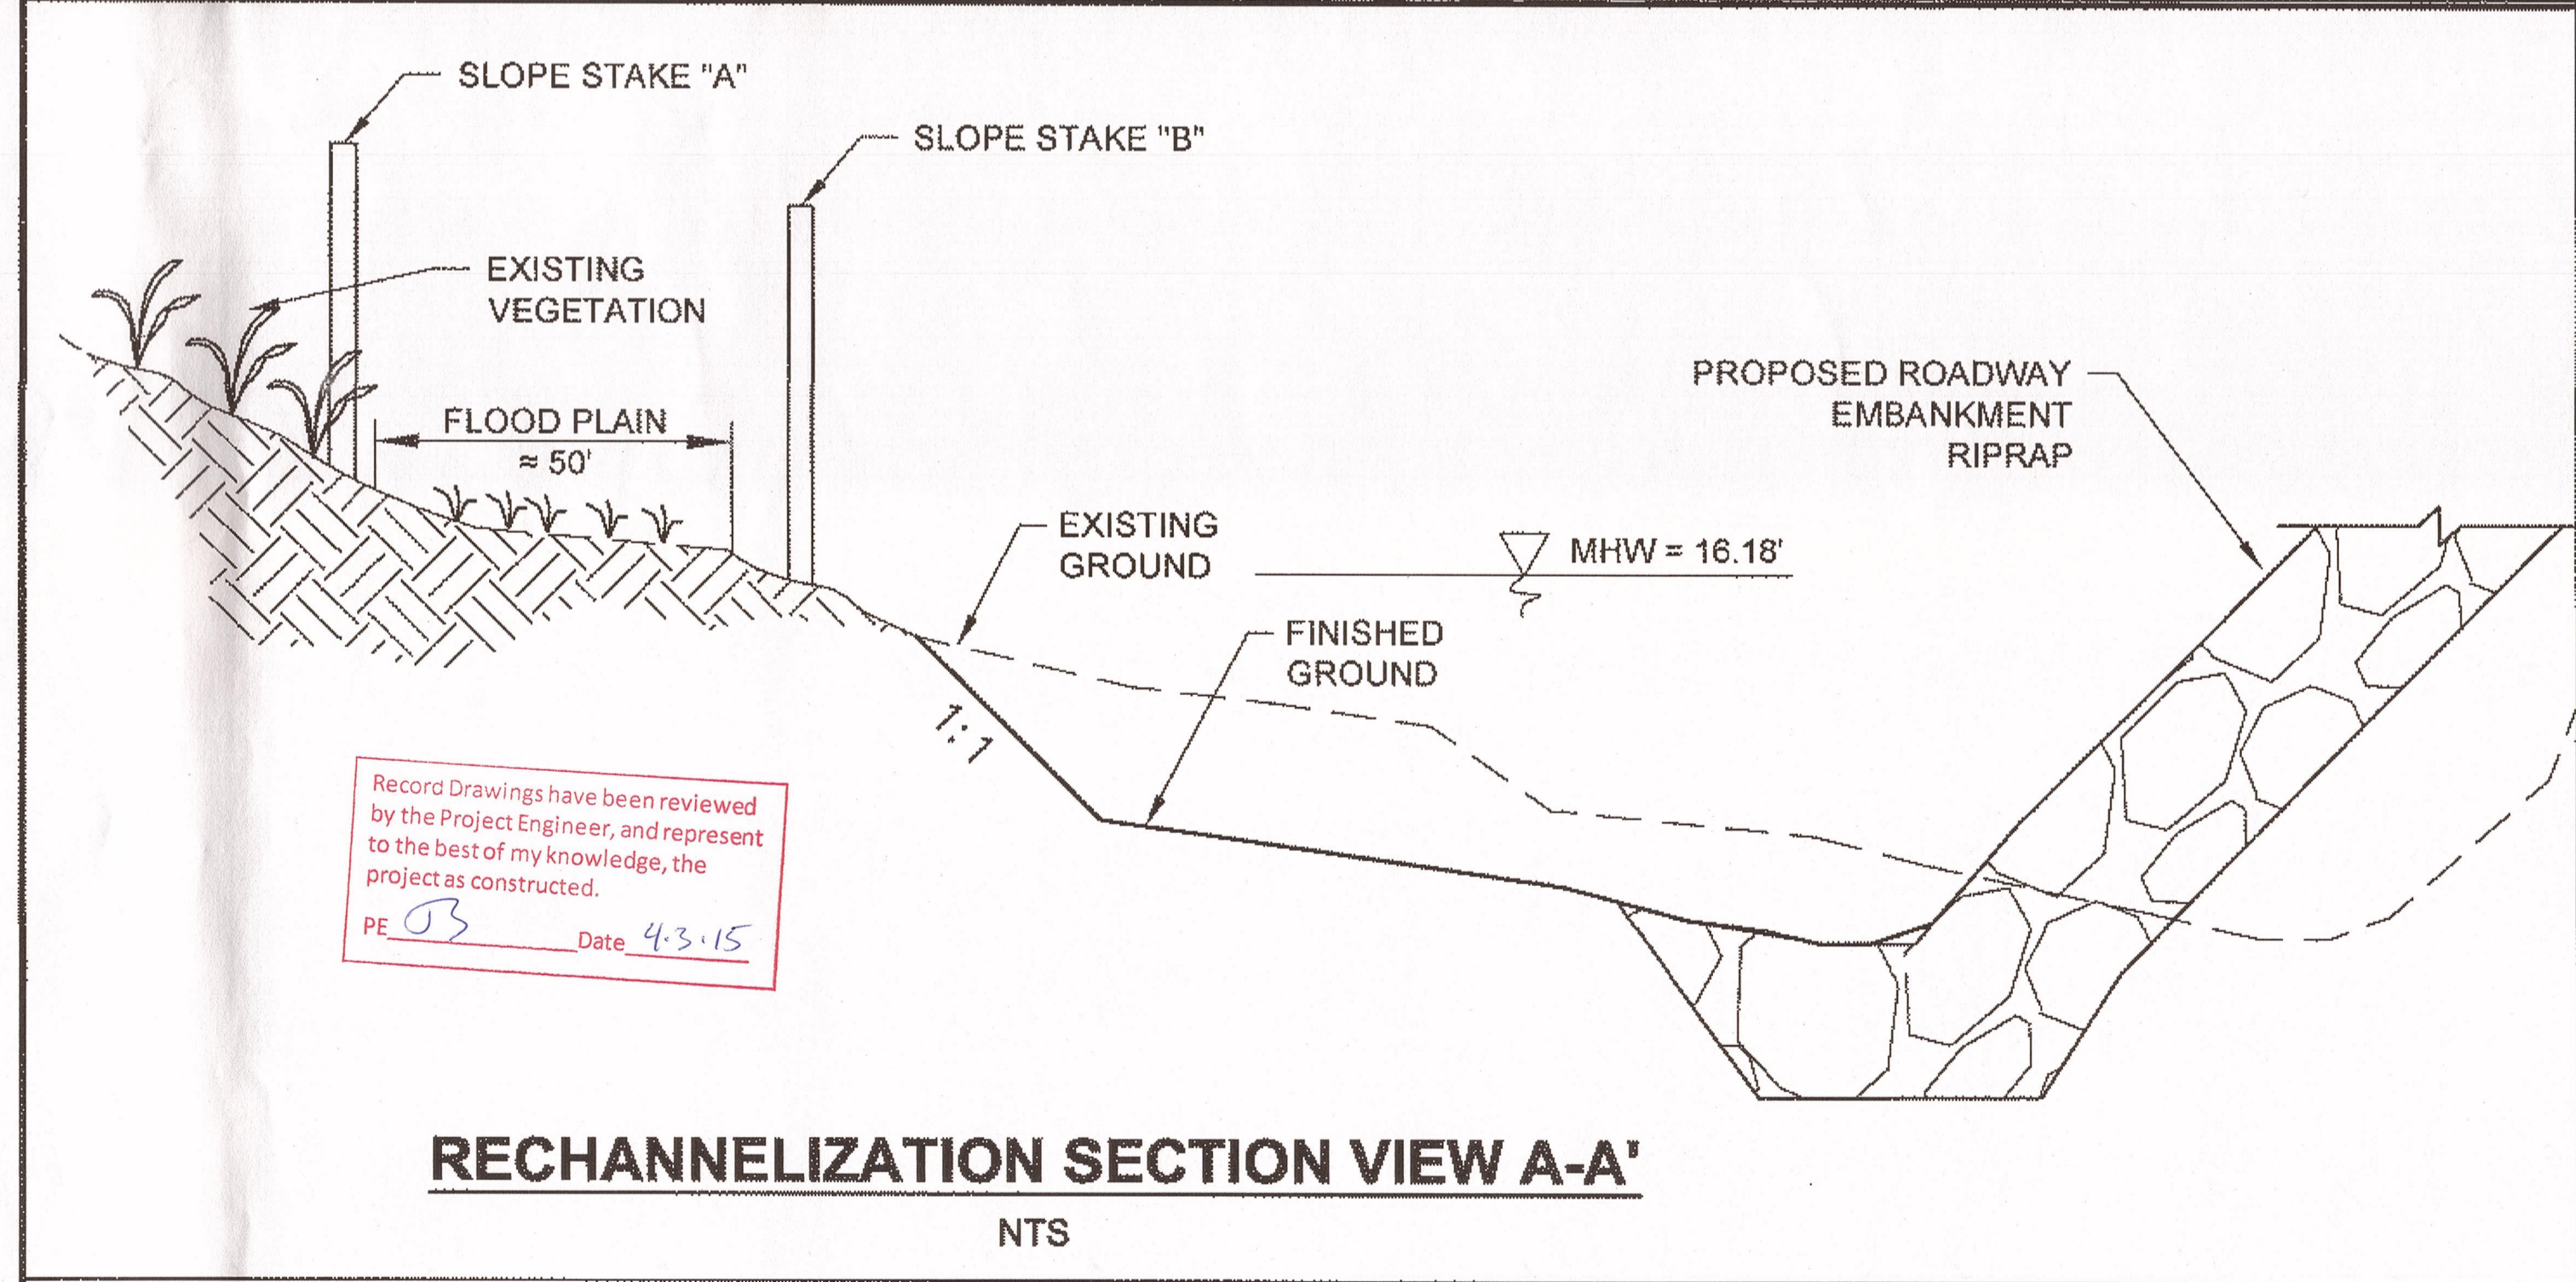 SLOPE STAKE "A"
SLOPE STAKE "B"
EXISTING
VEGETATION
FLOOD PLAIN
≈ 50'
PROPOSED ROADWAY
EMBANKMENT
RIPRAP
EXISTING
GROUND
MHW = 16.18'
FINISHED
GROUND
1:1
Record Drawings have been reviewed
by the Project Engineer, and represent
to the best of my knowledge, the
project as constructed.
PE Date 4.3.15
RECHANNELIZATION SECTION VIEW A-A'
NTS